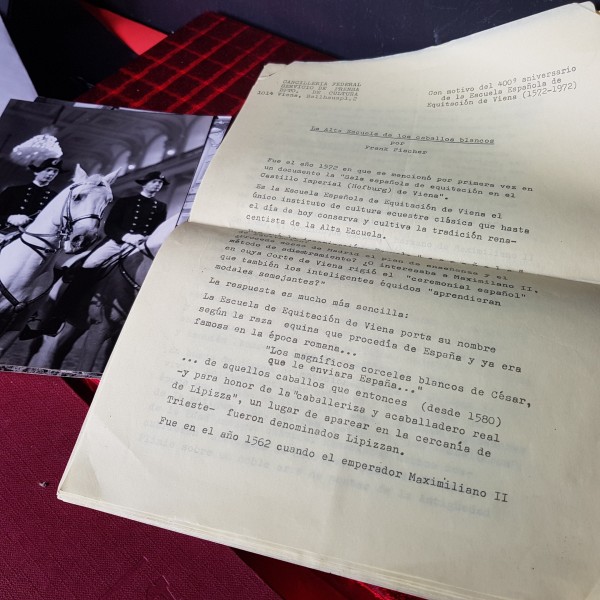 CANCILLERIA FEDERAL
SERVICIO DE PRENSA
DPTO. DE CULTURA
1014 Viena, Ballhauspl.2
Con motivo del 400º aniversario
de la Escuela Española de
Equitación de Viena (1572-1972)
La Alta Escuela de los caballos blancos
por
Franz
Fue el año 1572 en que se mencionó por primera vez en
un documento la "Sala española de equitación en el
Castillo Imperial (Hofburg) de Viena".
Es la Escuela Española de Equitación de Viena el
único instituto de cultura ecuestre clásica que hasta
el día de hoy conserva y cultiva la tradición rena-
centista de la Alta Escuela.
método de adiestramiento? ¿O interesaba a Maximiliano II,
en cuya corte de Viena rigió el "ceremonial español"
que también los inteligentes équidos "aprendieran
modales semejantes?"
La respuesta es mucho más sencilla:
La Escuela de Equitación de Viena porta su nombre
según la raza equina que procedía de España y ya era
famosa en la época romana...
"Los magníficos corceles blancos de César,
que le enviara España..."
... de aquellos caballos que entonces (desde 1580)
-y para honor de la "caballeriza y acaballadero real
de Lipizza", un lugar de aparear en la cercanía de
Trieste- fueron denominados Lipizzan.
Fue en el año 1562 cuando el emperador Maximiliano II